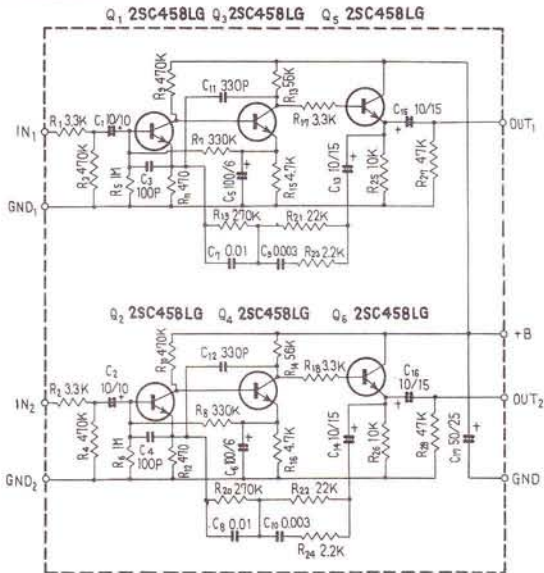 Q1 2SC458LG Q3 2SC458LG Q5 2SC458LG
R9 470K
C11 330P
R13 56K
R1 3.3K
C1 10/10
+
R17 3.3K
C15 10/15
+
IN1
OUT1
R3 470K
R5 1M
C3
100P
R11 470
R7 330K
C5 100/6
+
R15 4.7K
C13 10/15
+
R25 10K
R27 47K
GND1
R19 270K
R21 22K
C7 0.01
C9 0.003
2.2K
Q2 2SC458LG Q4 2SC458LG Q6 2SC458LG
+B
470K
C12 330P
R14 56K
R2 3.3K
C2
10/10
+
R18 3.3K
C16
10/15
+
IN2
OUT2
R4 470K
R6 1M
C4
100P
R12 470
R8 330K
C6 100/6
+
R16 4.7K
C14 10/15
+
R26 10K
R28 47K
C17 50/25
+
GND2
GND
R20 270K
R22 22K
C8 0.01
C10 0.003
R24
2.2K